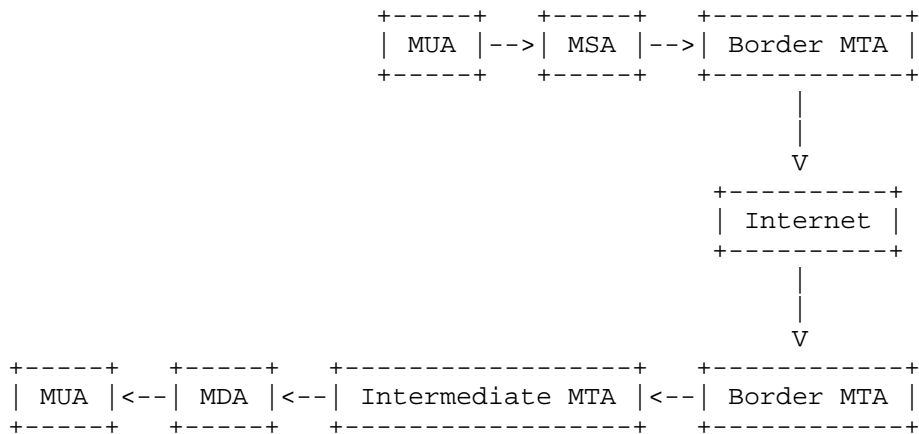 +-----+   +-----+   +------------+
| MUA |-->| MSA |-->| Border MTA |
+-----+   +-----+   +------------+
|
|
V
+----------+
| Internet |
+----------+
|
|
V
+-----+   +-----+   +------------------+   +------------+
| MUA |<--| MDA |<--| Intermediate MTA |<--| Border MTA |
+-----+   +-----+   +------------------+   +------------+